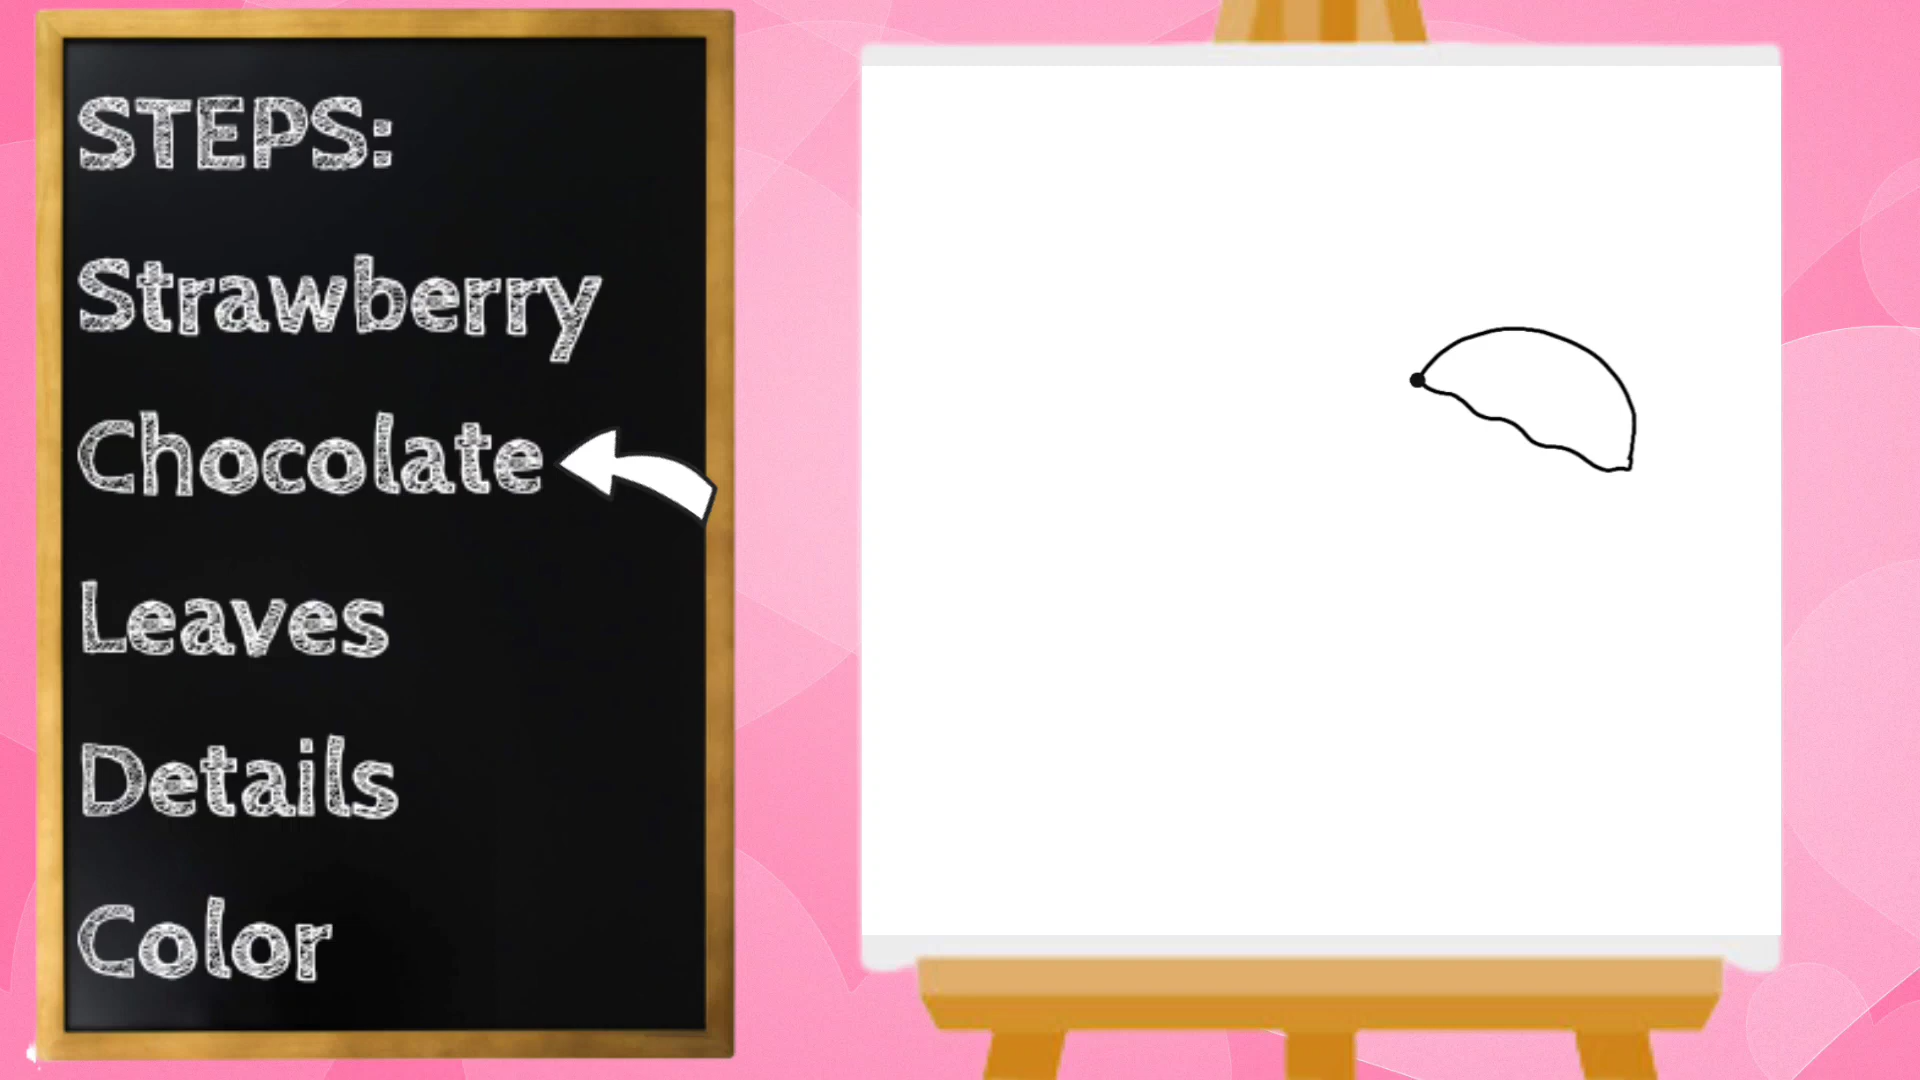 STEPS:
Strawberry
Chocolate
Leaves
Details
Color